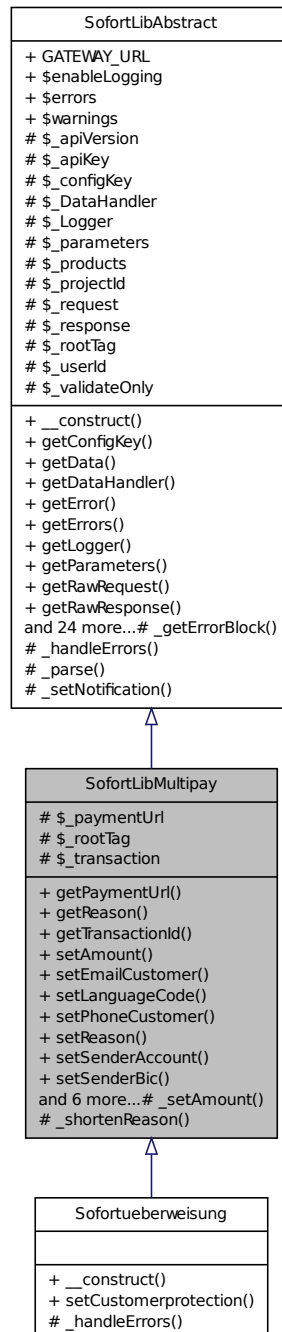 SofortLibAbstract
+ GATEWAY_URL
+ $enableLogging
+ $errors
+ $warnings
# $_apiVersion
# $_apiKey
# $_configKey
# $_DataHandler
# $_Logger
# $_parameters
# $_products
# $_projectId
# $_request
# $_response
# $_rootTag
# $_userId
# $_validateOnly
+ __construct()
+ getConfigKey()
+ getData()
+ getDataHandler()
+ getError()
+ getErrors()
+ getLogger()
+ getParameters()
+ getRawRequest()
+ getRawResponse()
and 24 more...# _getErrorBlock()
# _handleErrors()
# _parse()
# _setNotification()
SofortLibMultipay
# $_paymentUrl
# $_rootTag
# $_transaction
+ getPaymentUrl()
+ getReason()
+ getTransactionId()
+ setAmount()
+ setEmailCustomer()
+ setLanguageCode()
+ setPhoneCustomer()
+ setReason()
+ setSenderAccount()
+ setSenderBic()
and 6 more...# _setAmount()
# _shortenReason()
Sofortueberweisung
+ __construct()
+ setCustomerprotection()
# _handleErrors()